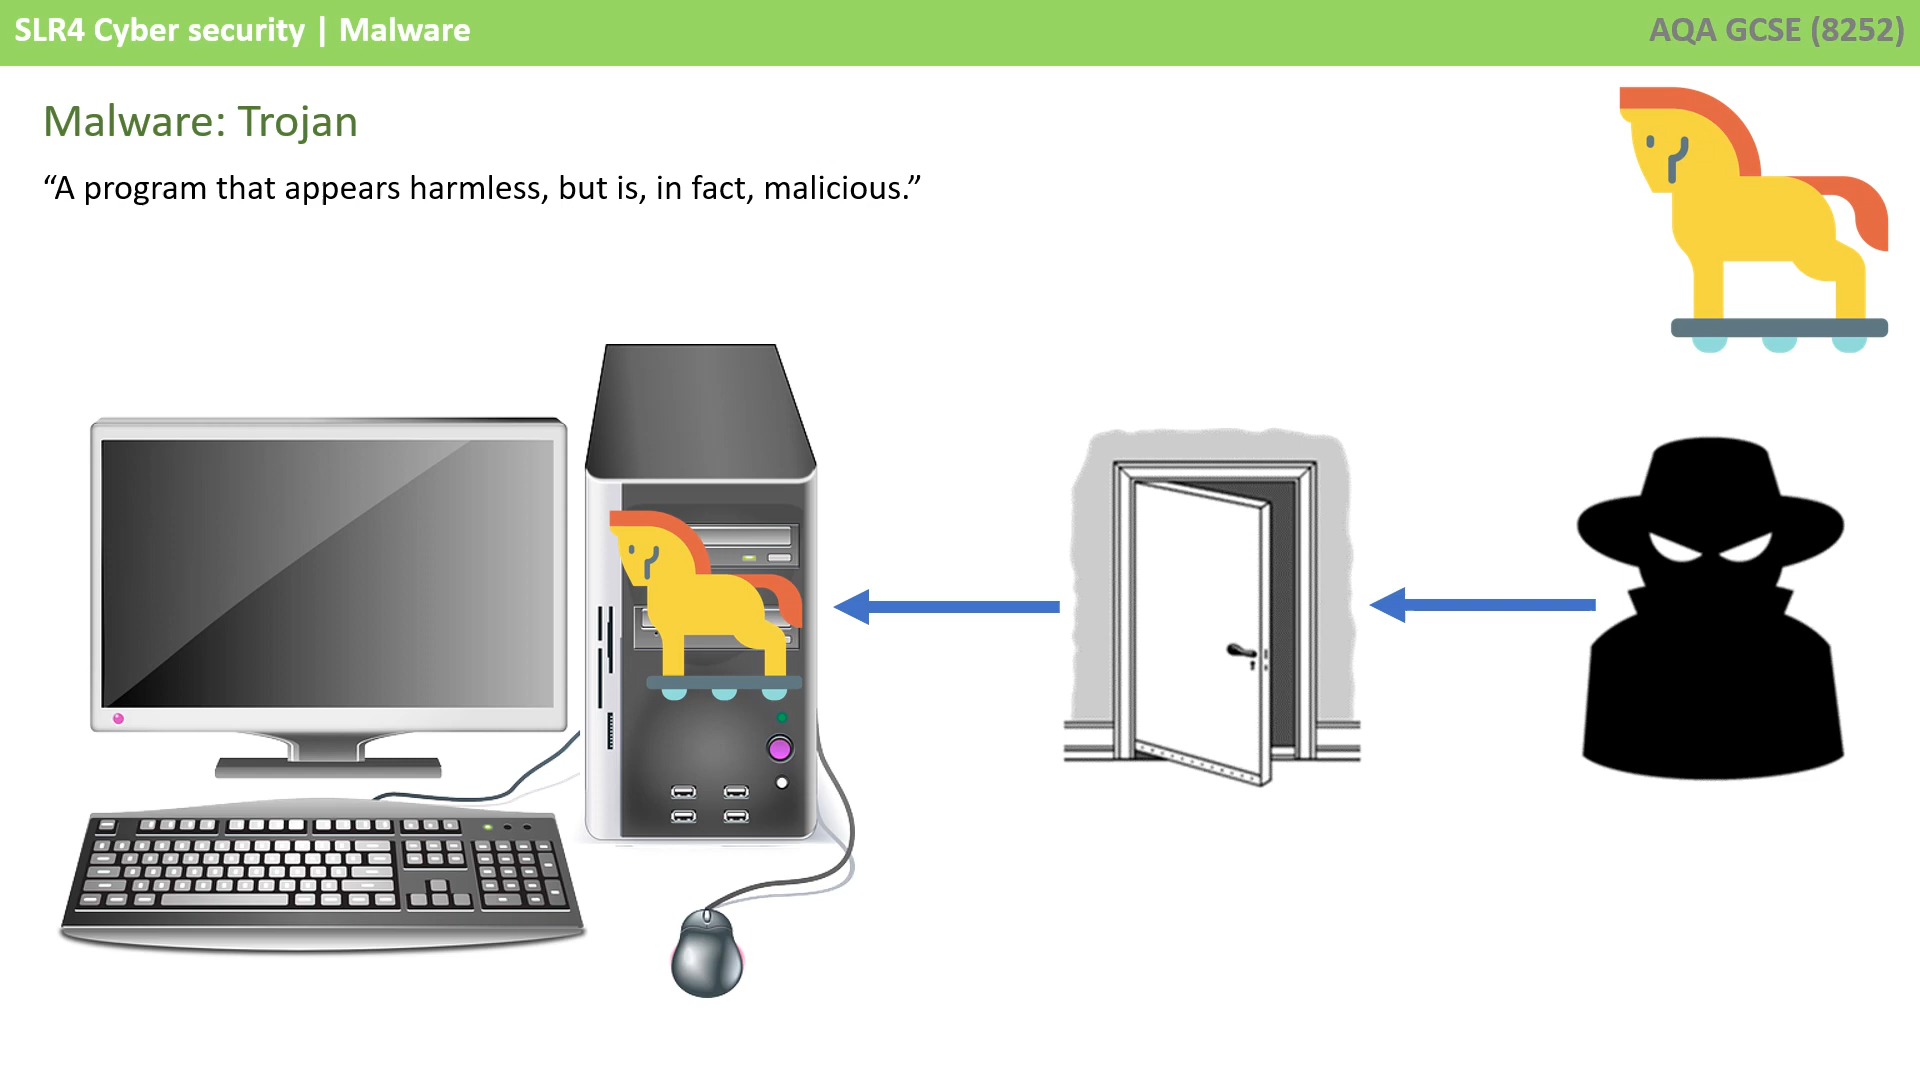 SLR4 Cyber security | Malware
AQA GCSE (8252)
Malware: Trojan
“A program that appears harmless, but is, in fact, malicious.”